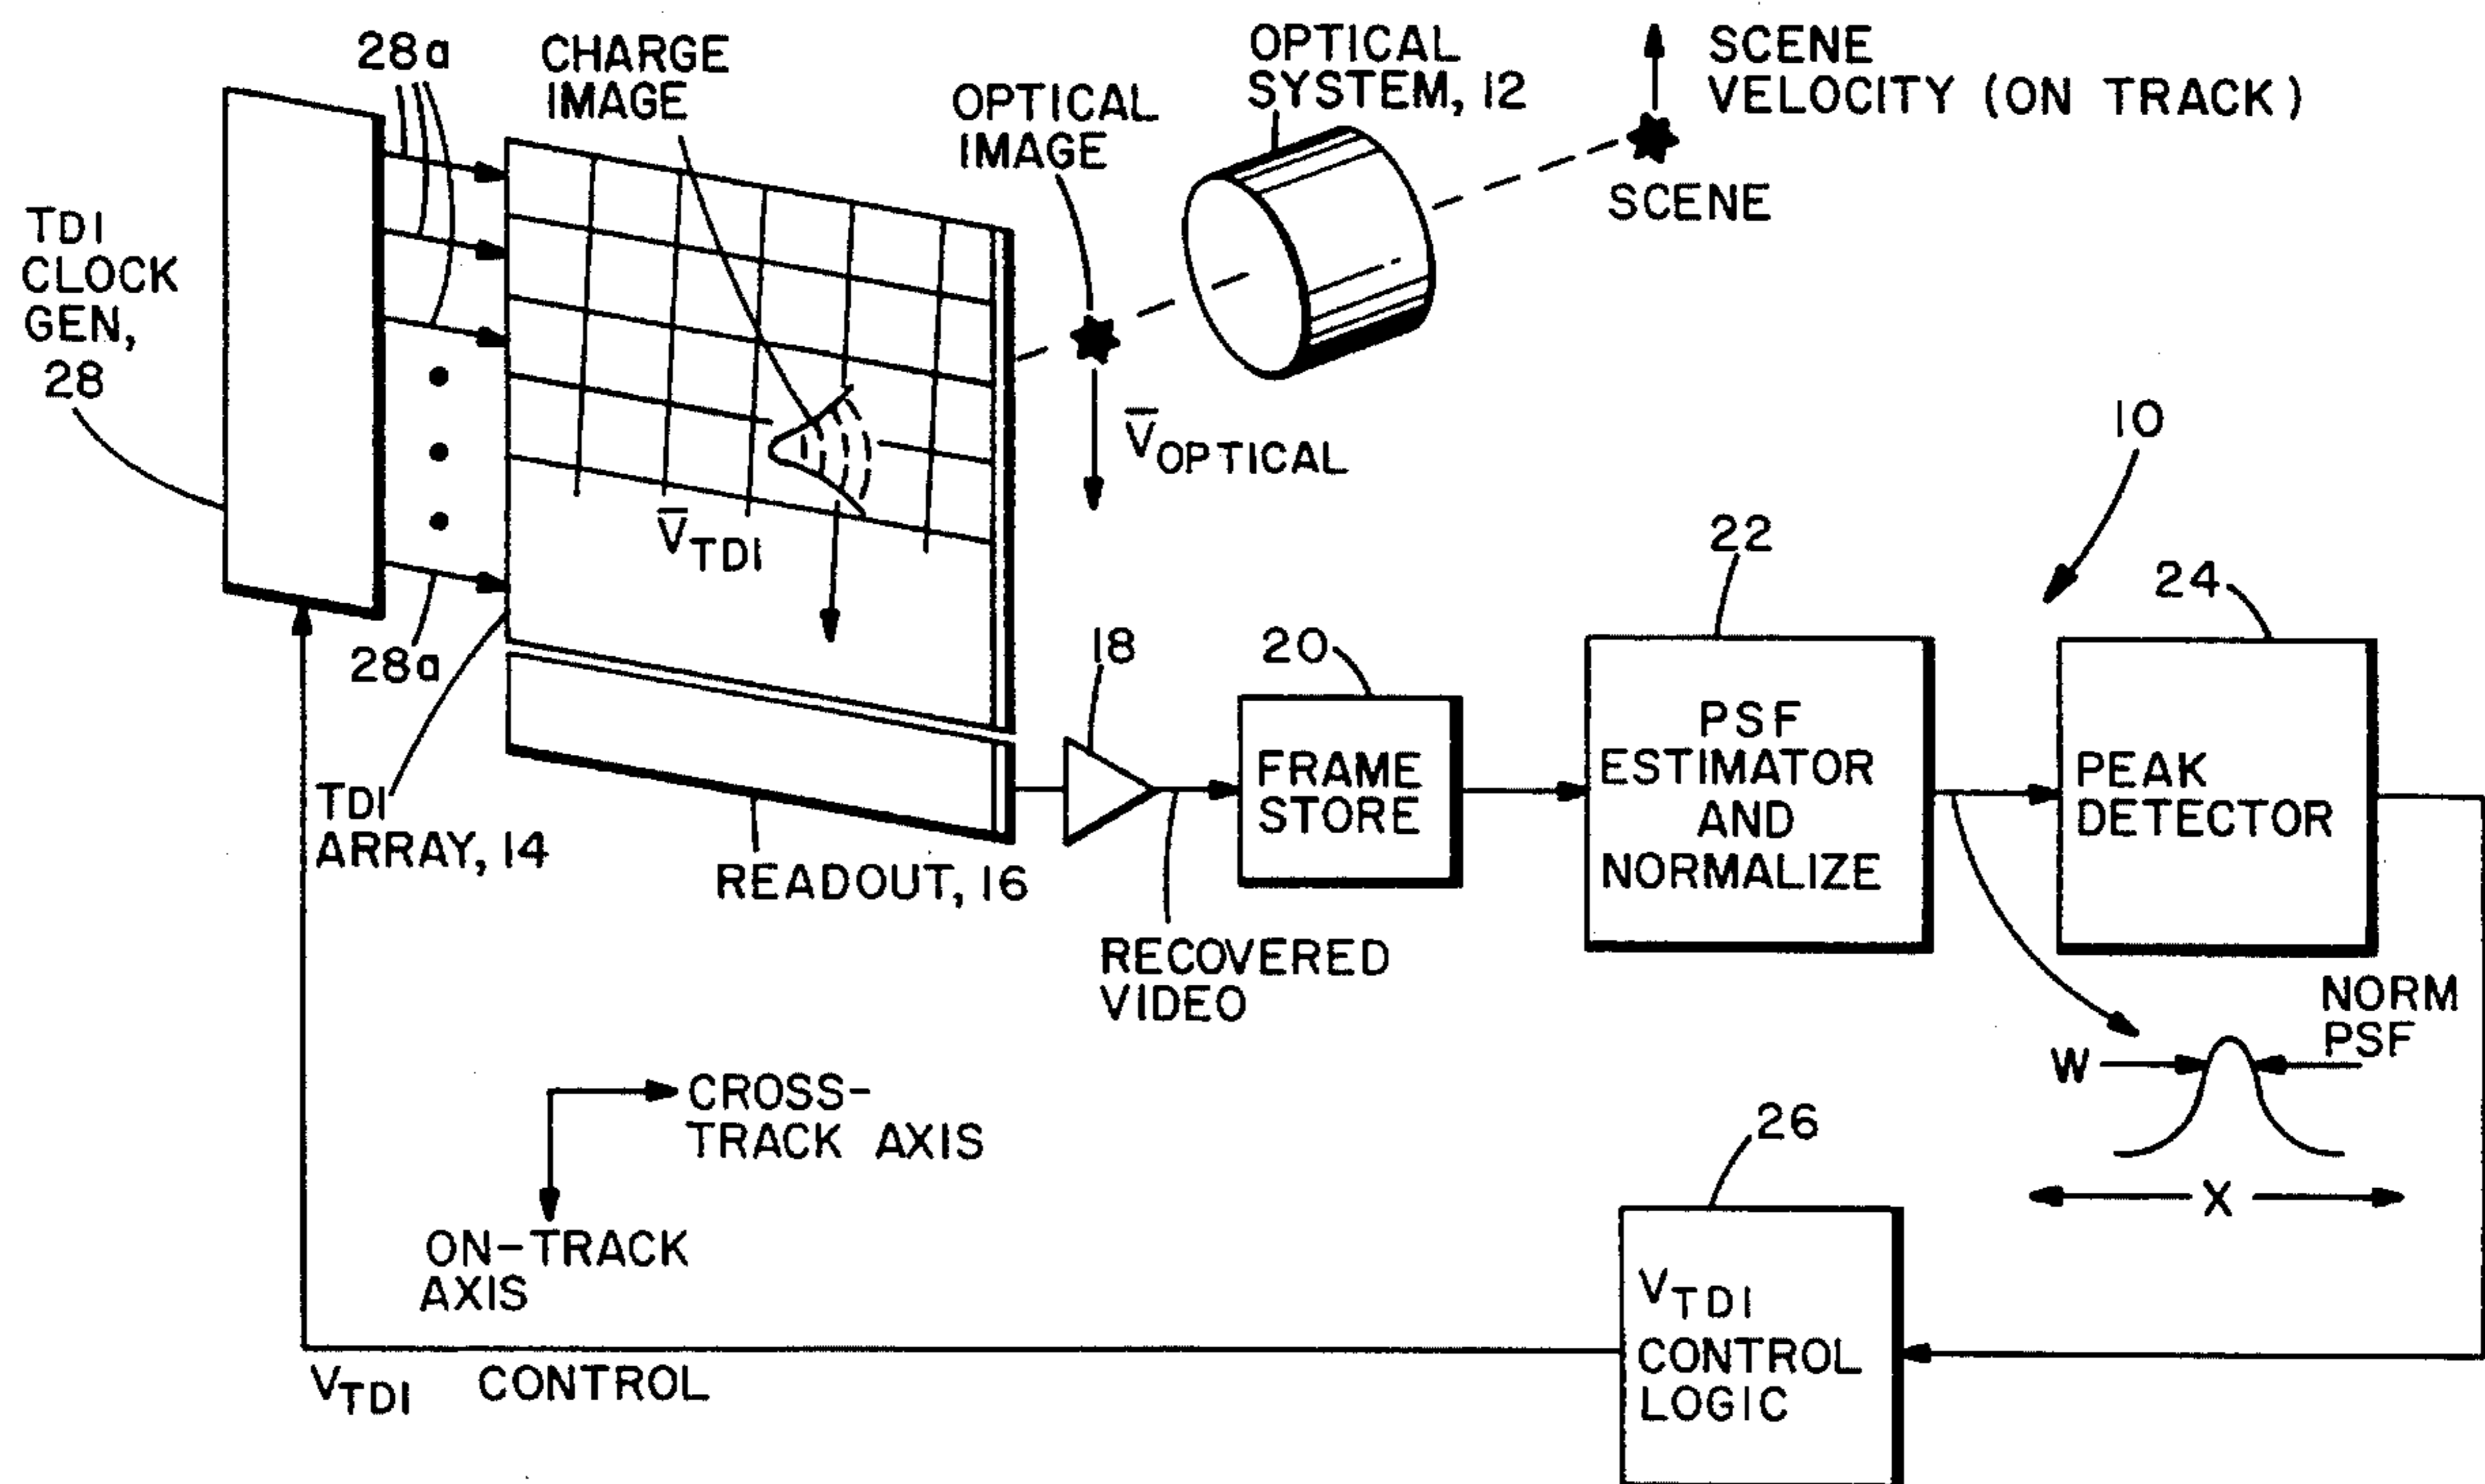 28a
CHARGE
IMAGE
OPTICAL
IMAGE
OPTICAL
SYSTEM, 12
SCENE
VELOCITY (ON TRACK)
SCENE
TDI
CLOCK
GEN,
28
V̅TDI
V̅OPTICAL
10
28a
TDI
ARRAY, 14
READOUT, 16
18
RECOVERED
VIDEO
20
FRAME
STORE
22
PSF
ESTIMATOR
AND
NORMALIZE
24
PEAK
DETECTOR
NORM
PSF
W
X
CROSS-
TRACK AXIS
ON-TRACK
AXIS
26
VTDI
CONTROL
LOGIC
VTDI CONTROL